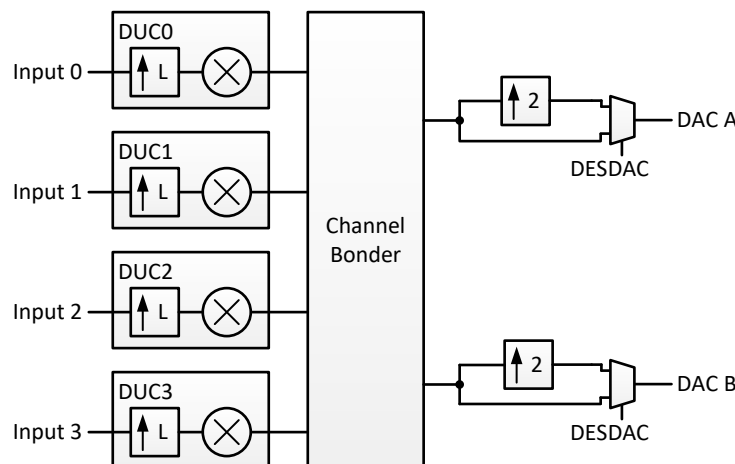 DUC0
Input 0
L
2
DAC A
DESDAC
DUC1
Input 1
L
Channel
Bonder
DUC2
Input 2
L
2
DAC B
DESDAC
DUC3
Input 3
L